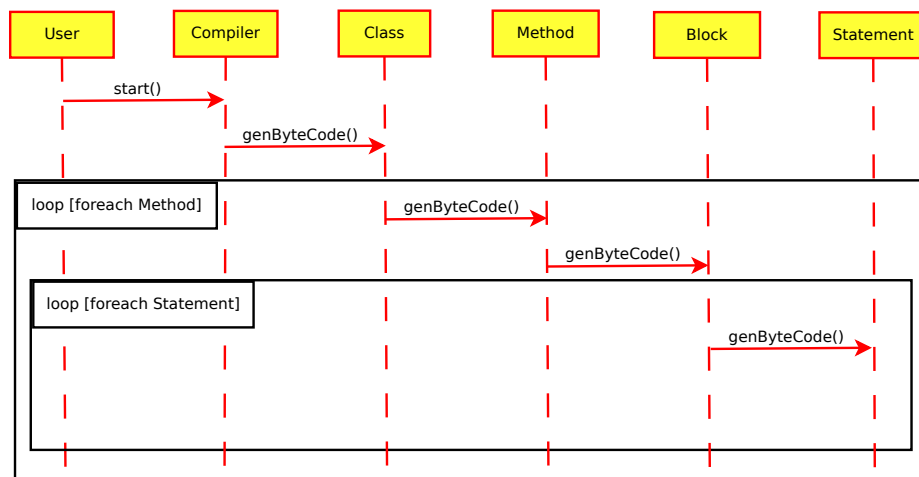 User
Compiler
Class
Method
Block
Statement
start()
genByteCode()
loop [foreach Method]
genByteCode()
genByteCode()
loop [foreach Statement]
genByteCode()